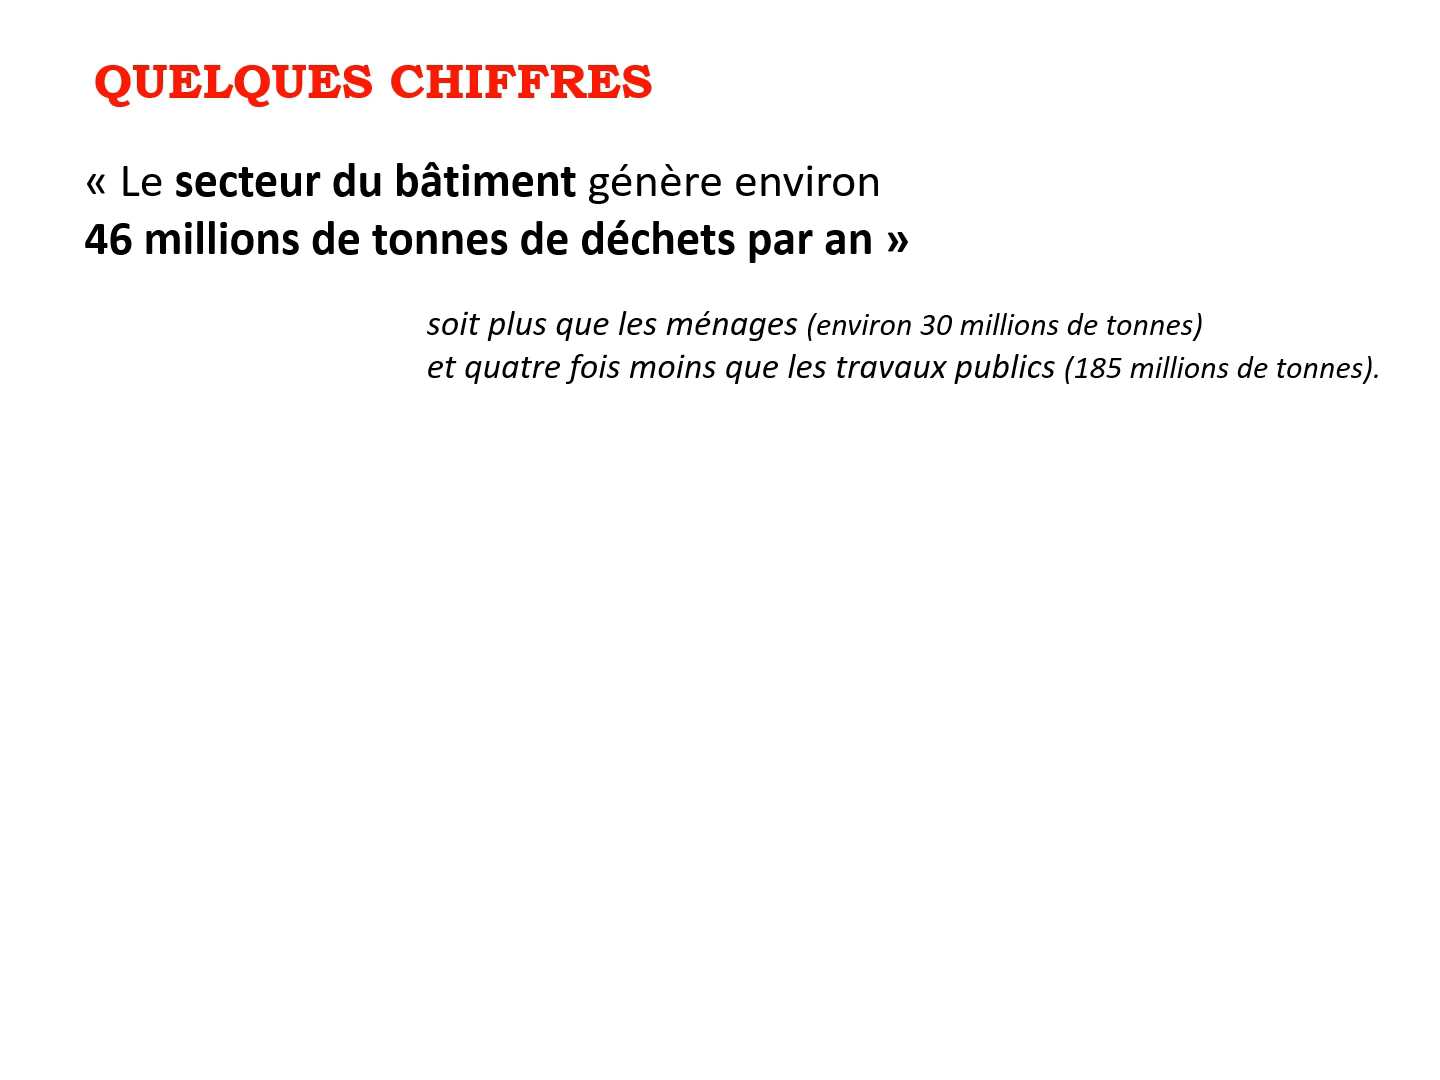 QUELQUES CHIFFRES
« Le secteur du bâtiment génère environ
46 millions de tonnes de déchets par an »
soit plus que les ménages (environ 30 millions de tonnes)
et quatre fois moins que les travaux publics (185 millions de tonnes).